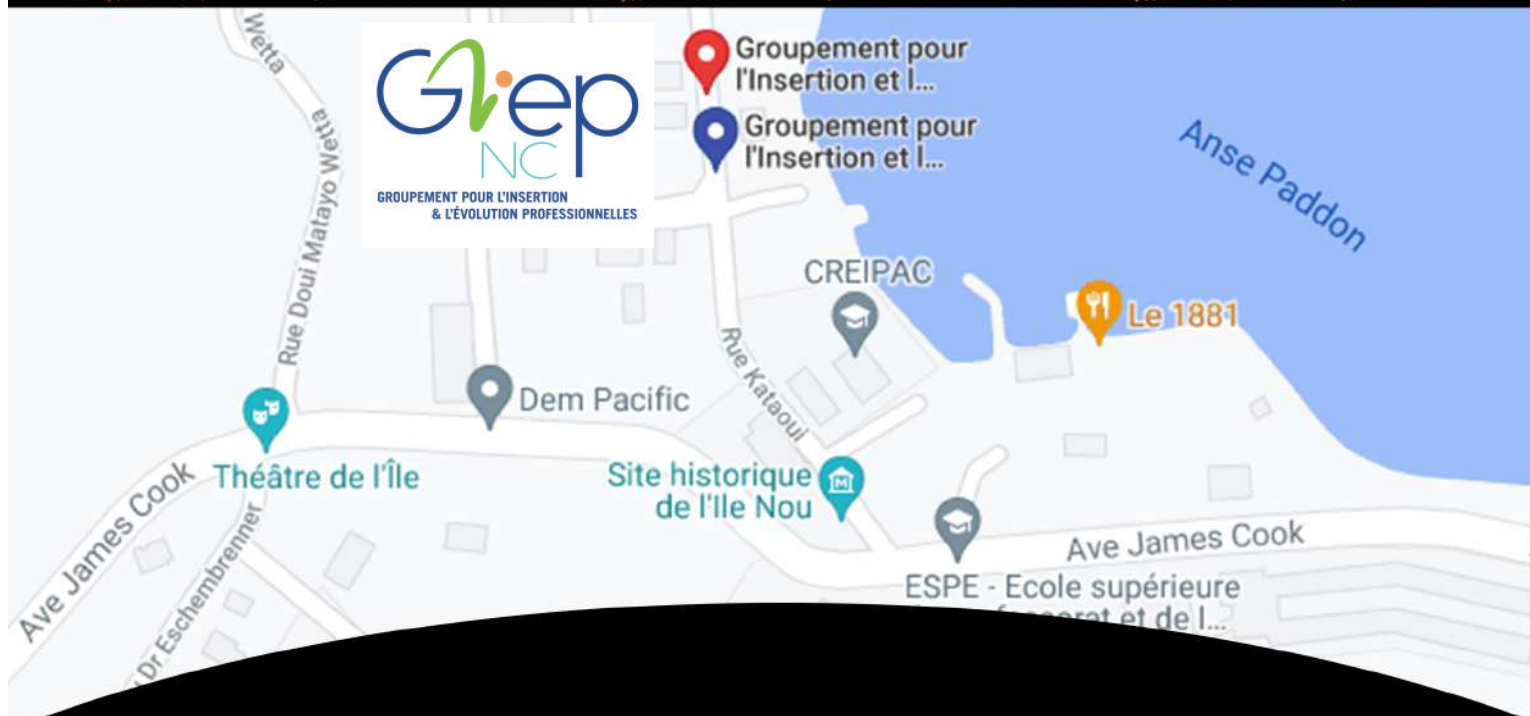 Wetta
Rue Doui Matayo Wetta
Giep
NC
GROUPEMENT POUR L'INSERTION
& L'ÉVOLUTION PROFESSIONNELLES
Groupement pour
l'Insertion et l...
Groupement pour
l'Insertion et l...
Anse Paddon
CREIPAC
Le 1881
Rue Kataoui
Dem Pacific
Théâtre de l'Île
Site historique
de l'Ile Nou
Ave James Cook
Ave James Cook
Dr Eschembrenner
ESPE - Ecole supérieure
et de l...